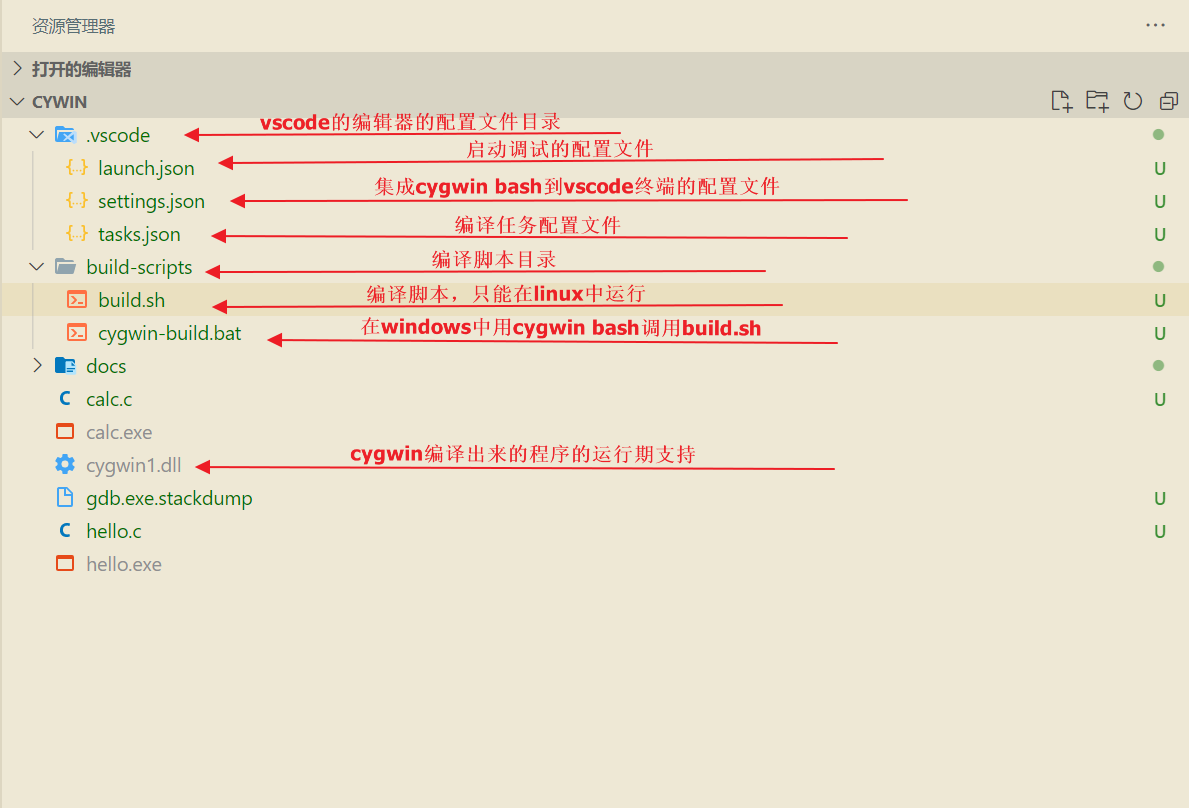 资源管理器
打开的编辑器
CYWIN
.vscode vscode的编辑器的配置文件目录
launch.json 启动调试的配置文件 U
settings.json 集成cygwin bash到vscode终端的配置文件 U
tasks.json 编译任务配置文件 U
build-scripts 编译脚本目录
build.sh 编译脚本，只能在linux中运行 U
cygwin-build.bat 在windows中用cygwin bash调用build.sh U
docs
C calc.c U
calc.exe
cygwin1.dll cygwin编译出来的程序的运行期支持
gdb.exe.stackdump U
C hello.c U
hello.exe